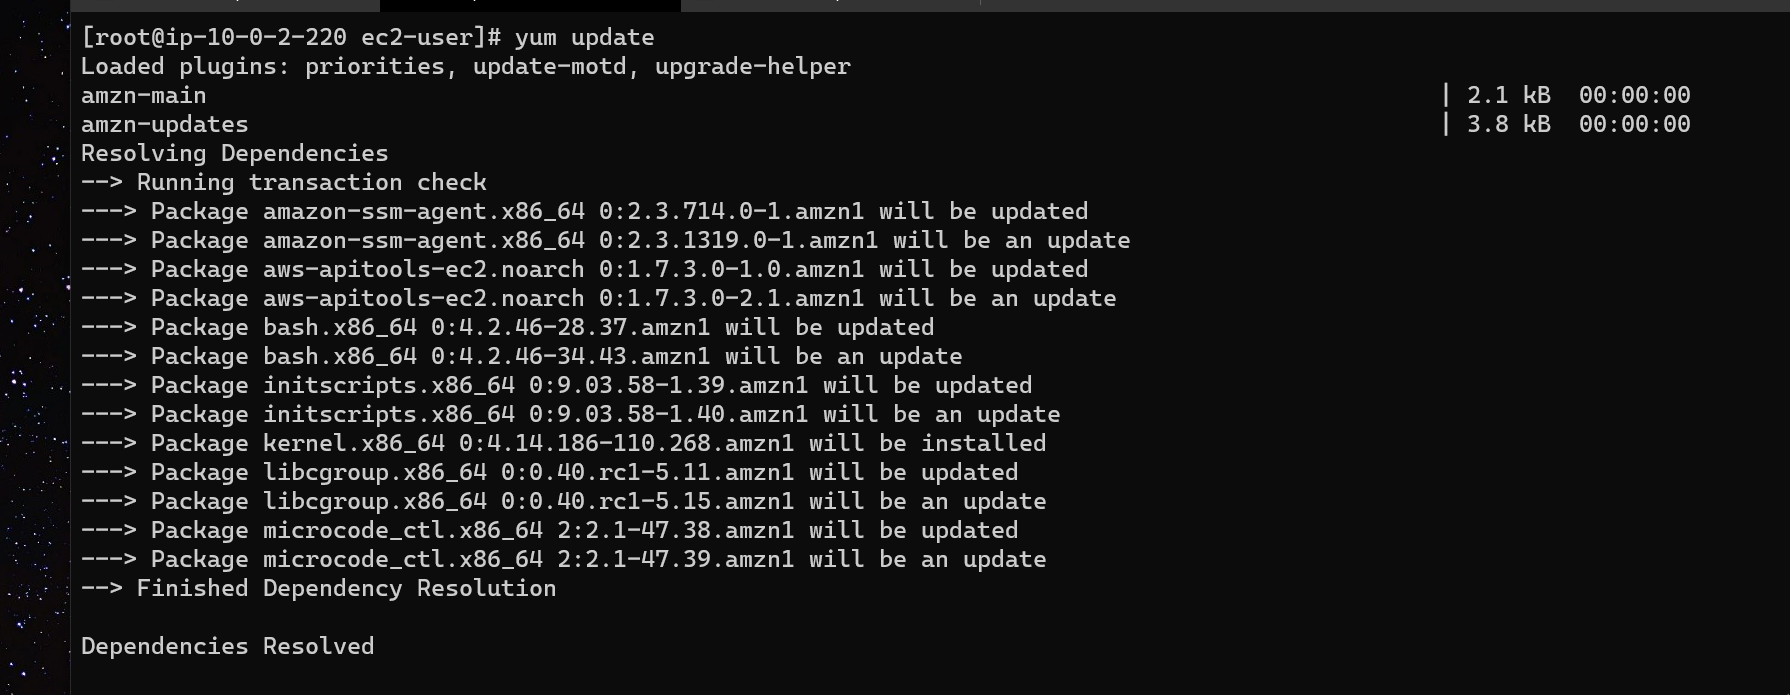 [root@ip-10-0-2-220 ec2-user]# yum update
Loaded plugins: priorities, update-motd, upgrade-helper
amzn-main | 2.1 kB 00:00:00
amzn-updates | 3.8 kB 00:00:00
Resolving Dependencies
--> Running transaction check
---> Package amazon-ssm-agent.x86_64 0:2.3.714.0-1.amzn1 will be updated
---> Package amazon-ssm-agent.x86_64 0:2.3.1319.0-1.amzn1 will be an update
---> Package aws-apitools-ec2.noarch 0:1.7.3.0-1.0.amzn1 will be updated
---> Package aws-apitools-ec2.noarch 0:1.7.3.0-2.1.amzn1 will be an update
---> Package bash.x86_64 0:4.2.46-28.37.amzn1 will be updated
---> Package bash.x86_64 0:4.2.46-34.43.amzn1 will be an update
---> Package initscripts.x86_64 0:9.03.58-1.39.amzn1 will be updated
---> Package initscripts.x86_64 0:9.03.58-1.40.amzn1 will be an update
---> Package kernel.x86_64 0:4.14.186-110.268.amzn1 will be installed
---> Package libcgroup.x86_64 0:0.40.rc1-5.11.amzn1 will be updated
---> Package libcgroup.x86_64 0:0.40.rc1-5.15.amzn1 will be an update
---> Package microcode_ctl.x86_64 2:2.1-47.38.amzn1 will be updated
---> Package microcode_ctl.x86_64 2:2.1-47.39.amzn1 will be an update
--> Finished Dependency Resolution
Dependencies Resolved